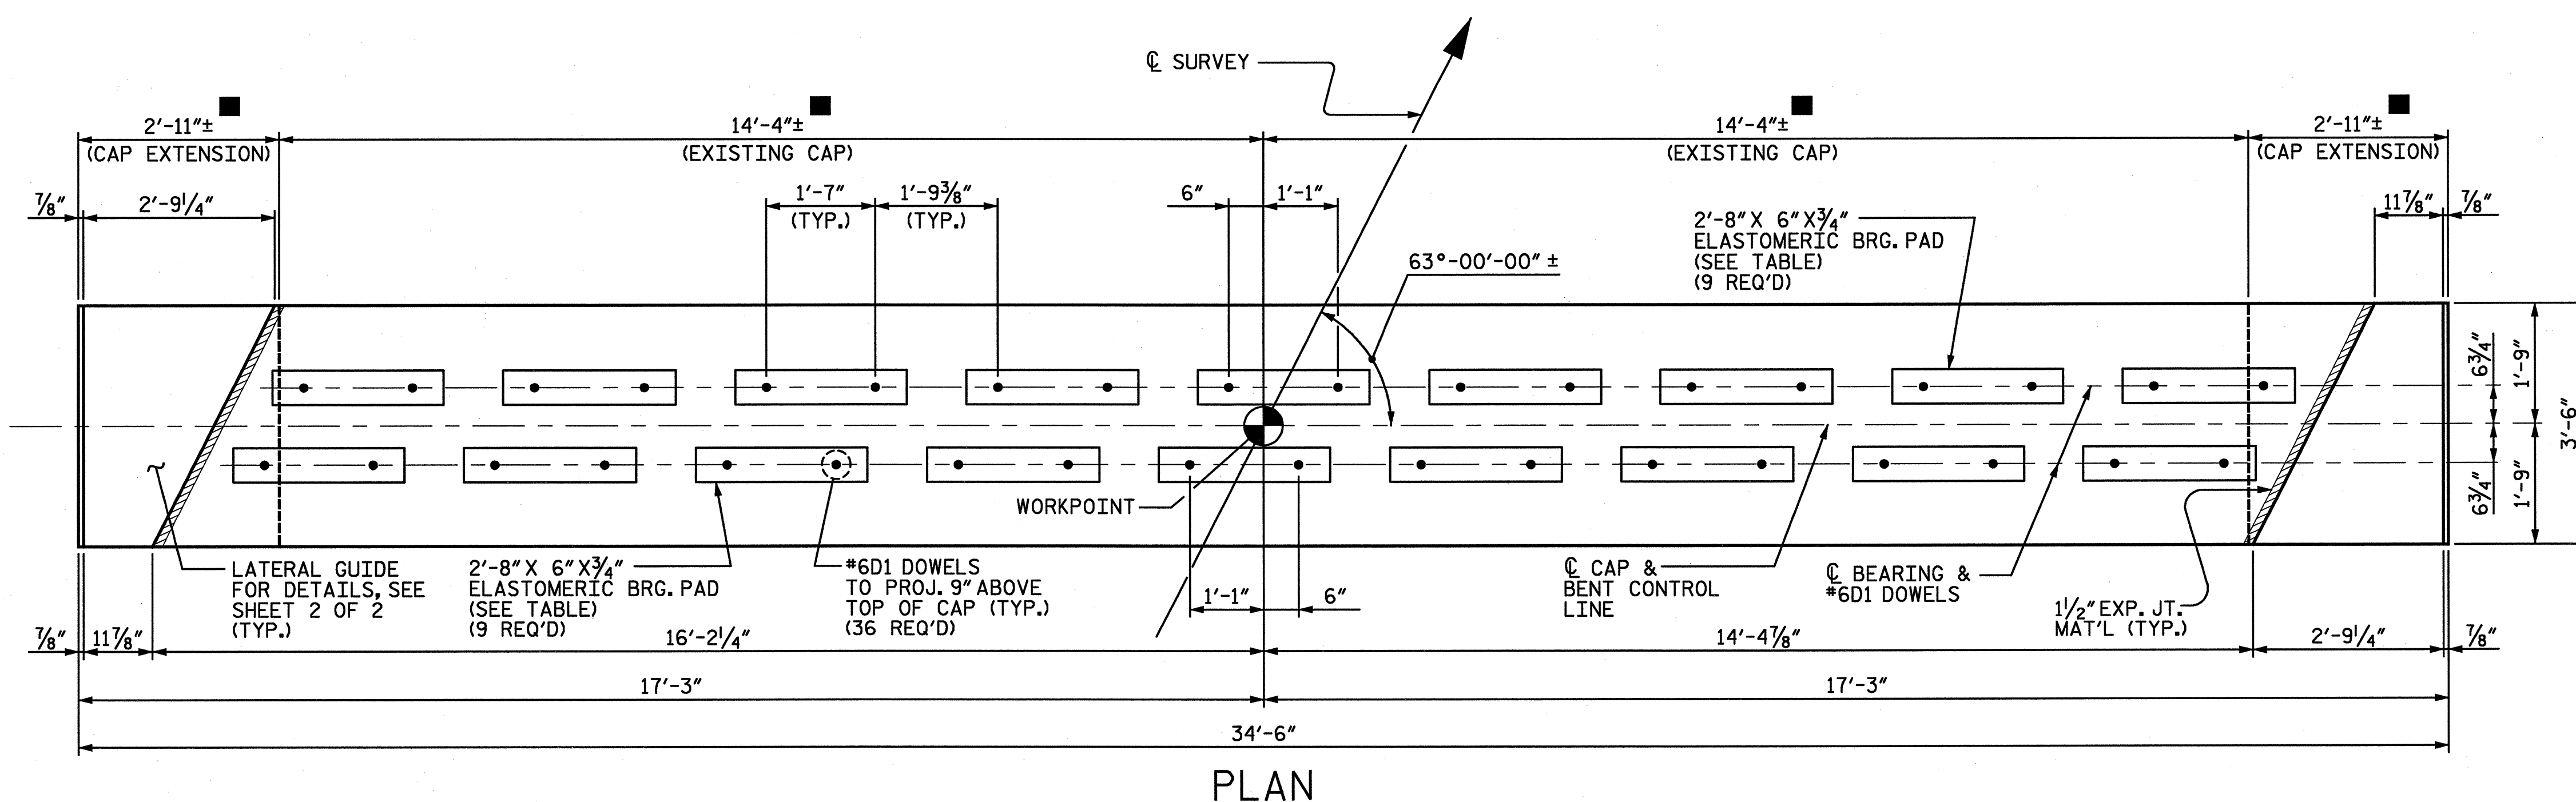 ℄ SURVEY
2'-11"±
(CAP EXTENSION)
14'-4"±
(EXISTING CAP)
14'-4"±
(EXISTING CAP)
2'-11"±
(CAP EXTENSION)
7/8"
2'-9 1/4"
1'-7"
(TYP.)
1'-9 3/8"
(TYP.)
6"
1'-1"
2'-8" X 6" X 3/4"
ELASTOMERIC BRG. PAD
(SEE TABLE)
(9 REQ'D)
11 7/8"
7/8"
63°-00'-00" ±
6 3/4"
1'-9"
3'-6"
6 3/4"
1'-9"
WORKPOINT
LATERAL GUIDE
FOR DETAILS, SEE
SHEET 2 OF 2
(TYP.)
2'-8" X 6" X 3/4"
ELASTOMERIC BRG. PAD
(SEE TABLE)
(9 REQ'D)
#6D1 DOWELS
TO PROJ. 9" ABOVE
TOP OF CAP (TYP.)
(36 REQ'D)
1'-1"
6"
℄ CAP &
BENT CONTROL
LINE
℄ BEARING &
#6D1 DOWELS
1 1/2" EXP. JT.
MAT'L (TYP.)
7/8"
11 7/8"
16'-2 1/4"
14'-4 7/8"
2'-9 1/4"
7/8"
17'-3"
17'-3"
34'-6"
PLAN